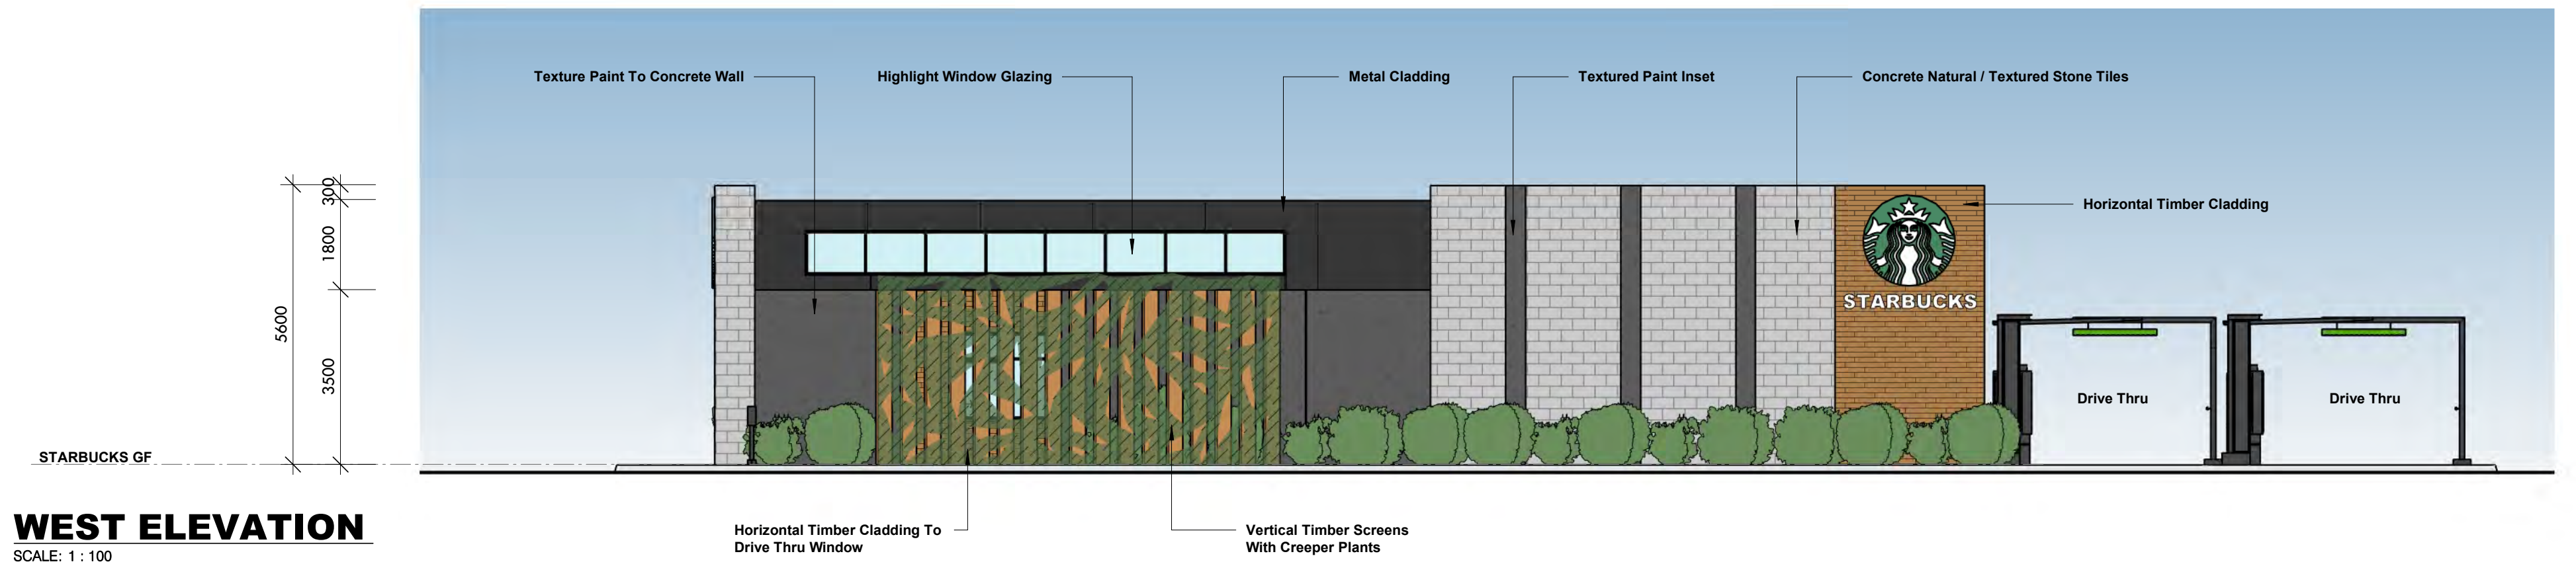 Texture Paint To Concrete Wall
Highlight Window Glazing
Metal Cladding
Textured Paint Inset
Concrete Natural / Textured Stone Tiles
300
1800
5600
3500
Horizontal Timber Cladding
STARBUCKS
Drive Thru
Drive Thru
STARBUCKS GF
WEST ELEVATION
SCALE: 1 : 100
Horizontal Timber Cladding To
Drive Thru Window
Vertical Timber Screens
With Creeper Plants